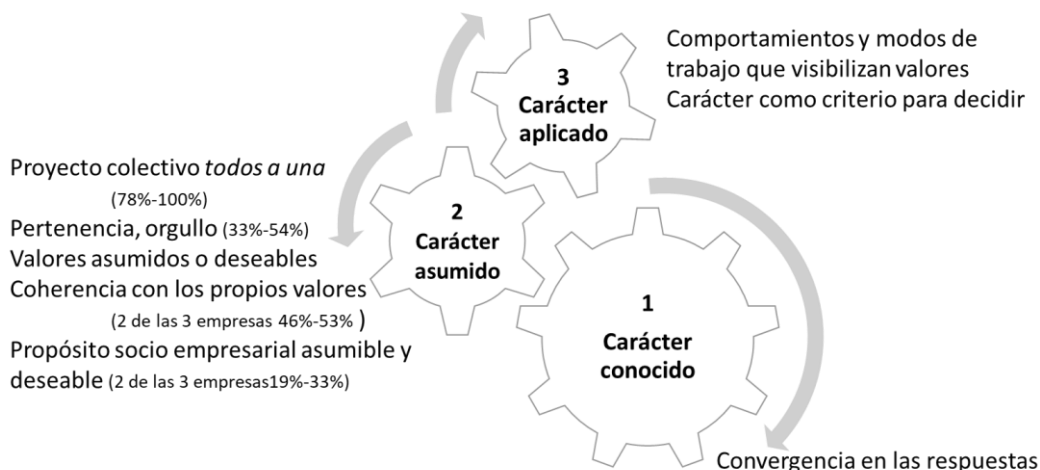 Comportamientos y modos de
trabajo que visibilizan valores
Carácter como criterio para decidir
3
Carácter
aplicado
Proyecto colectivo todos a una
(78%-100%)
Pertenencia, orgullo (33%-54%)
Valores asumidos o deseables
Coherencia con los propios valores
(2 de las 3 empresas 46%-53% )
Propósito socio empresarial asumible y
deseable (2 de las 3 empresas19%-33%)
2
Carácter
asumido
1
Carácter
conocido
Convergencia en las respuestas